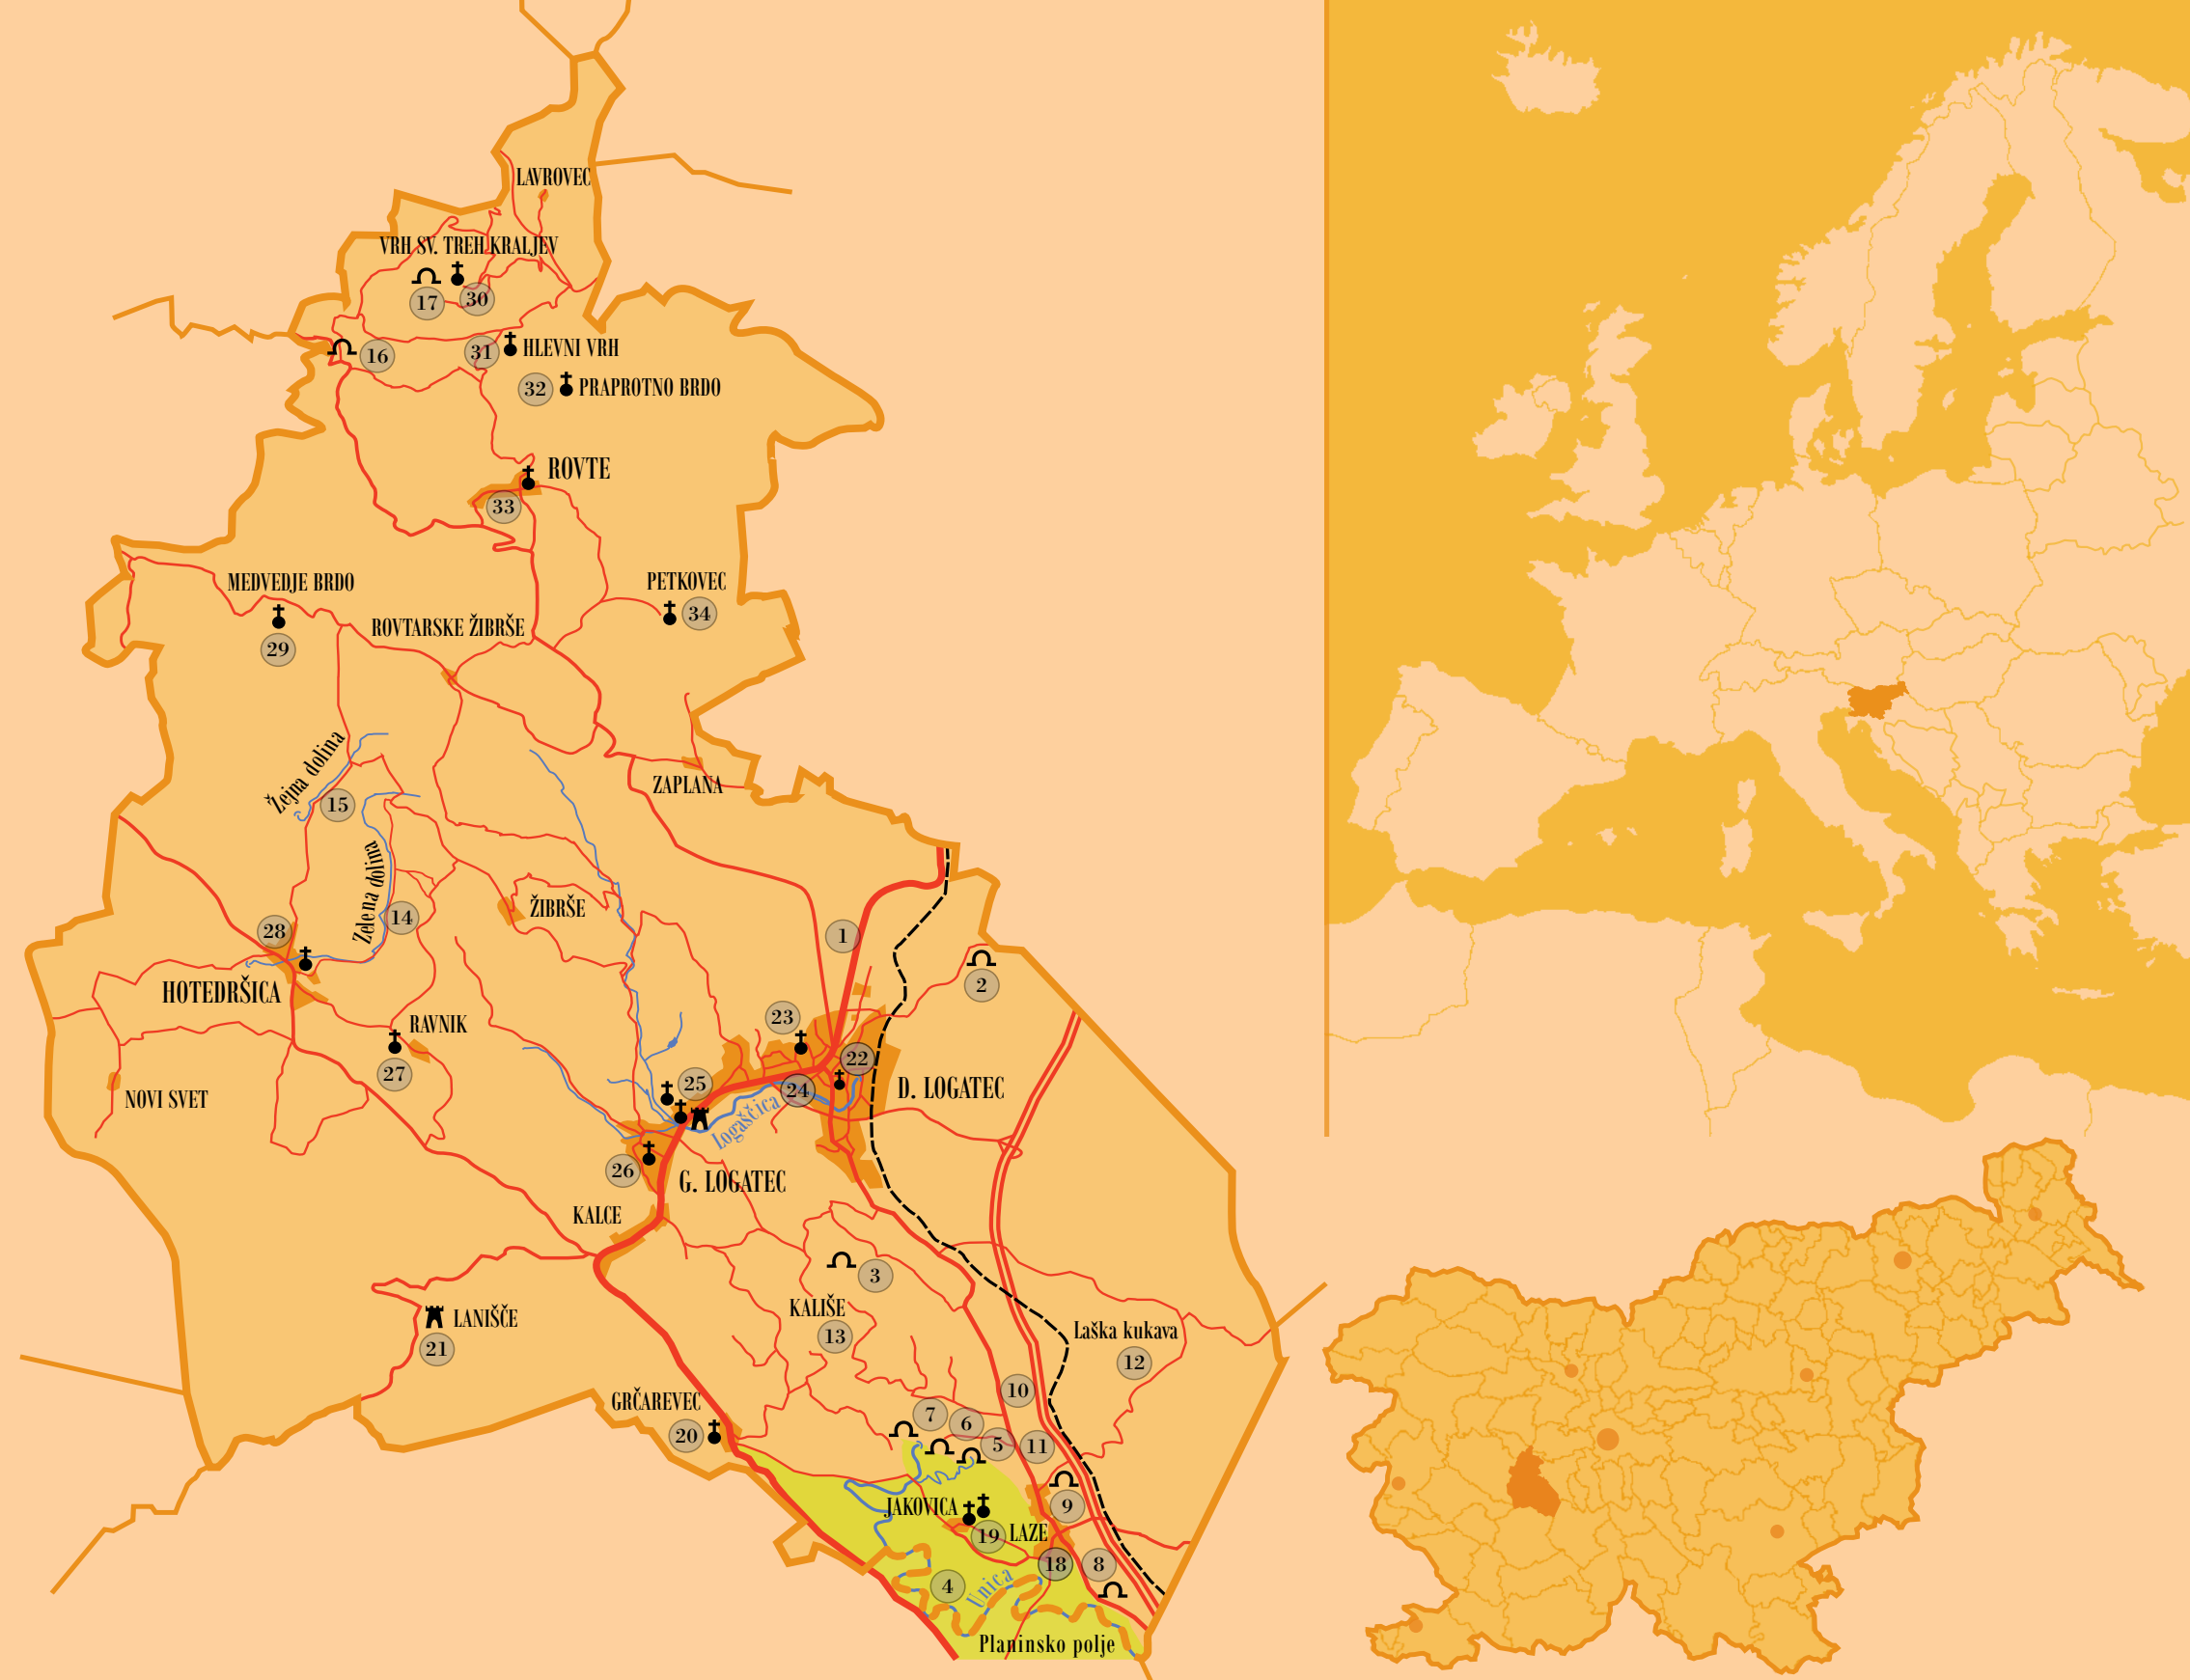 LAVROVEC
VRH SV. TREH KRALJEV
17
30
16
31
HLEVNI VRH
32
PRAPROTNO BRDO
ROVTE
33
MEDVEDJE BRDO
PETKOVEC
34
29
ROVTARSKE ŽIBRŠE
Žejna dolina
15
ZAPLANA
Zelena dolina
14
ŽIBRŠE
28
1
HOTEDRŠICA
2
RAVNIK
23
27
22
NOVI SVET
25
24
D. LOGATEC
Logaščica
26
G. LOGATEC
KALCE
3
KALIŠE
13
LANIŠČE
21
Laška kukava
12
10
GRČAREVEC
20
7
6
5
11
JAKOVICA
9
19
LAZE
18
8
4
Unica
Planinsko polje